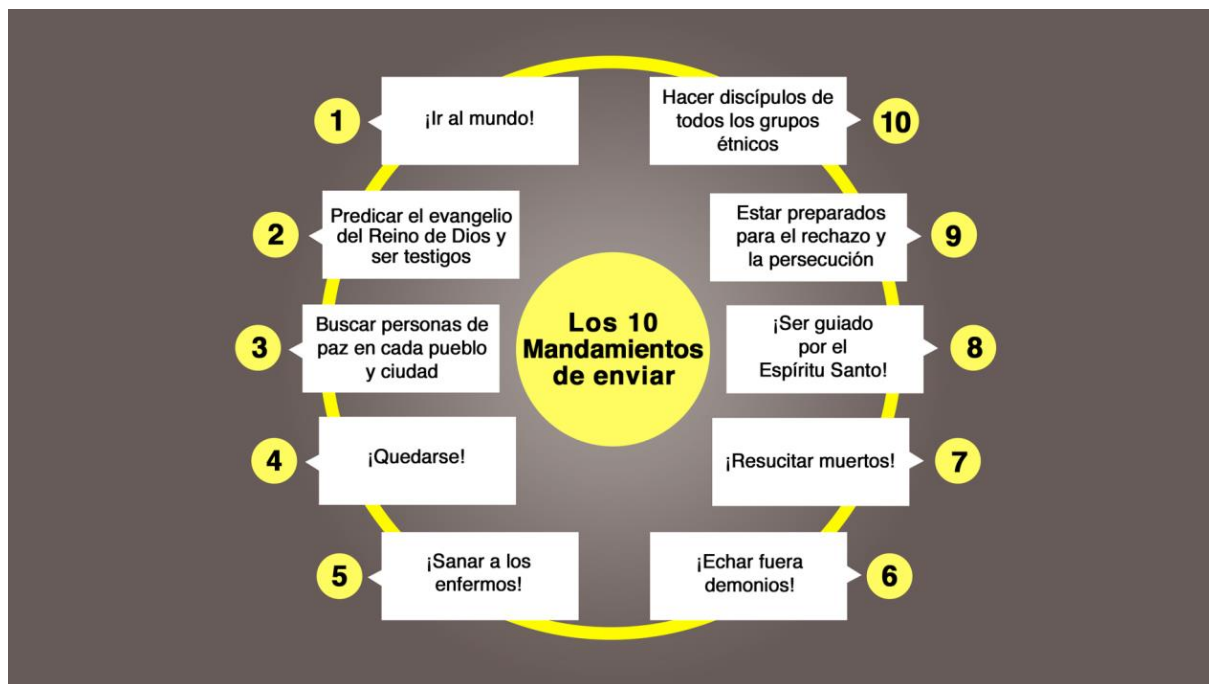 1
¡Ir al mundo!
2
Predicar el evangelio
del Reino de Dios y
ser testigos
3
Buscar personas de
paz en cada pueblo
y ciudad
4
¡Quedarse!
5
¡Sanar a los
enfermos!
Los 10
Mandamientos
de enviar
6
¡Echar fuera
demonios!
7
¡Resucitar muertos!
8
¡Ser guiado
por el
Espíritu Santo!
9
Estar preparados
para el rechazo y
la persecución
10
Hacer discípulos de
todos los grupos
étnicos